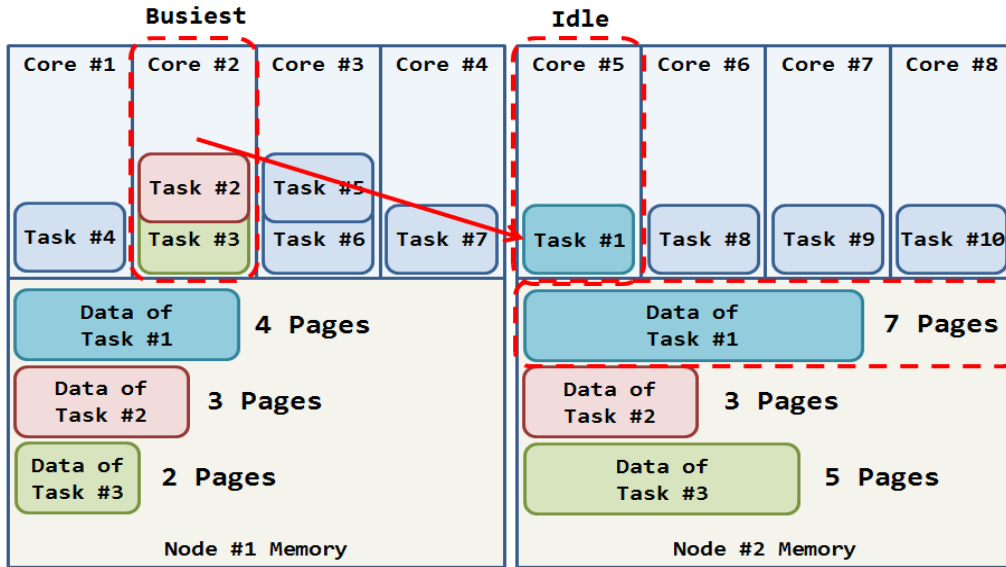 Busiest
Idle
Core #1
Core #2
Core #3
Core #4
Core #5
Core #6
Core #7
Core #8
Task #2
Task #5
Task #4
Task #3
Task #6
Task #7
Task #1
Task #8
Task #9
Task #10
Data of
Task #1
4 Pages
Data of
Task #2
3 Pages
Data of
Task #3
2 Pages
Node #1 Memory
Data of
Task #1
7 Pages
Data of
Task #2
3 Pages
Data of
Task #3
5 Pages
Node #2 Memory